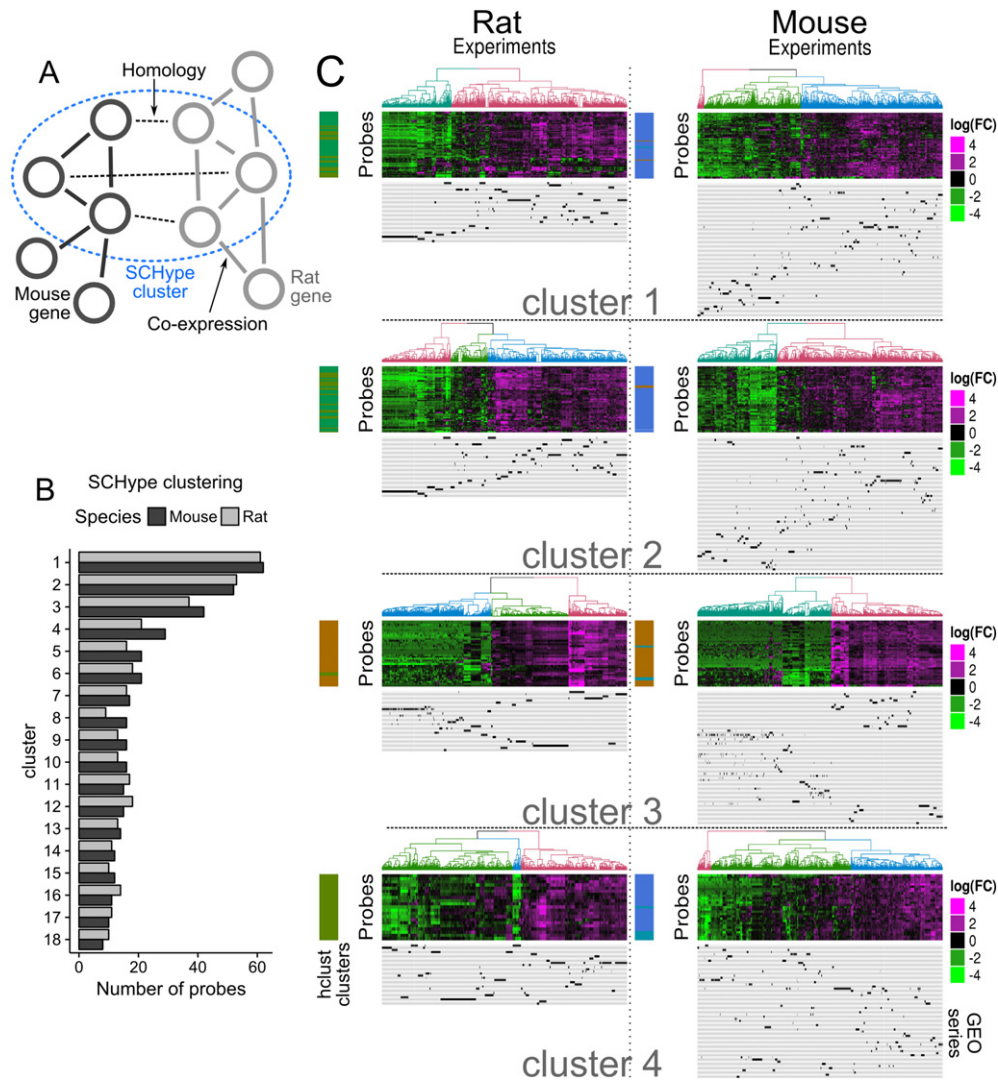 A
Homology
SCHype
cluster
Mouse
gene
Rat
gene
Co-expression
B
SCHype clustering
Species Mouse Rat
cluster
1
2
3
4
5
6
7
8
9
10
11
12
13
14
15
16
17
18
0 20 40 60
Number of probes
C
Rat
Experiments
Mouse
Experiments
Probes
Probes
log(FC)
4
2
0
-2
-4
cluster 1
Probes
Probes
log(FC)
4
2
0
-2
-4
cluster 2
Probes
Probes
log(FC)
4
2
0
-2
-4
cluster 3
Probes
Probes
log(FC)
4
2
0
-2
-4
hclust
clusters
GEO
series
cluster 4